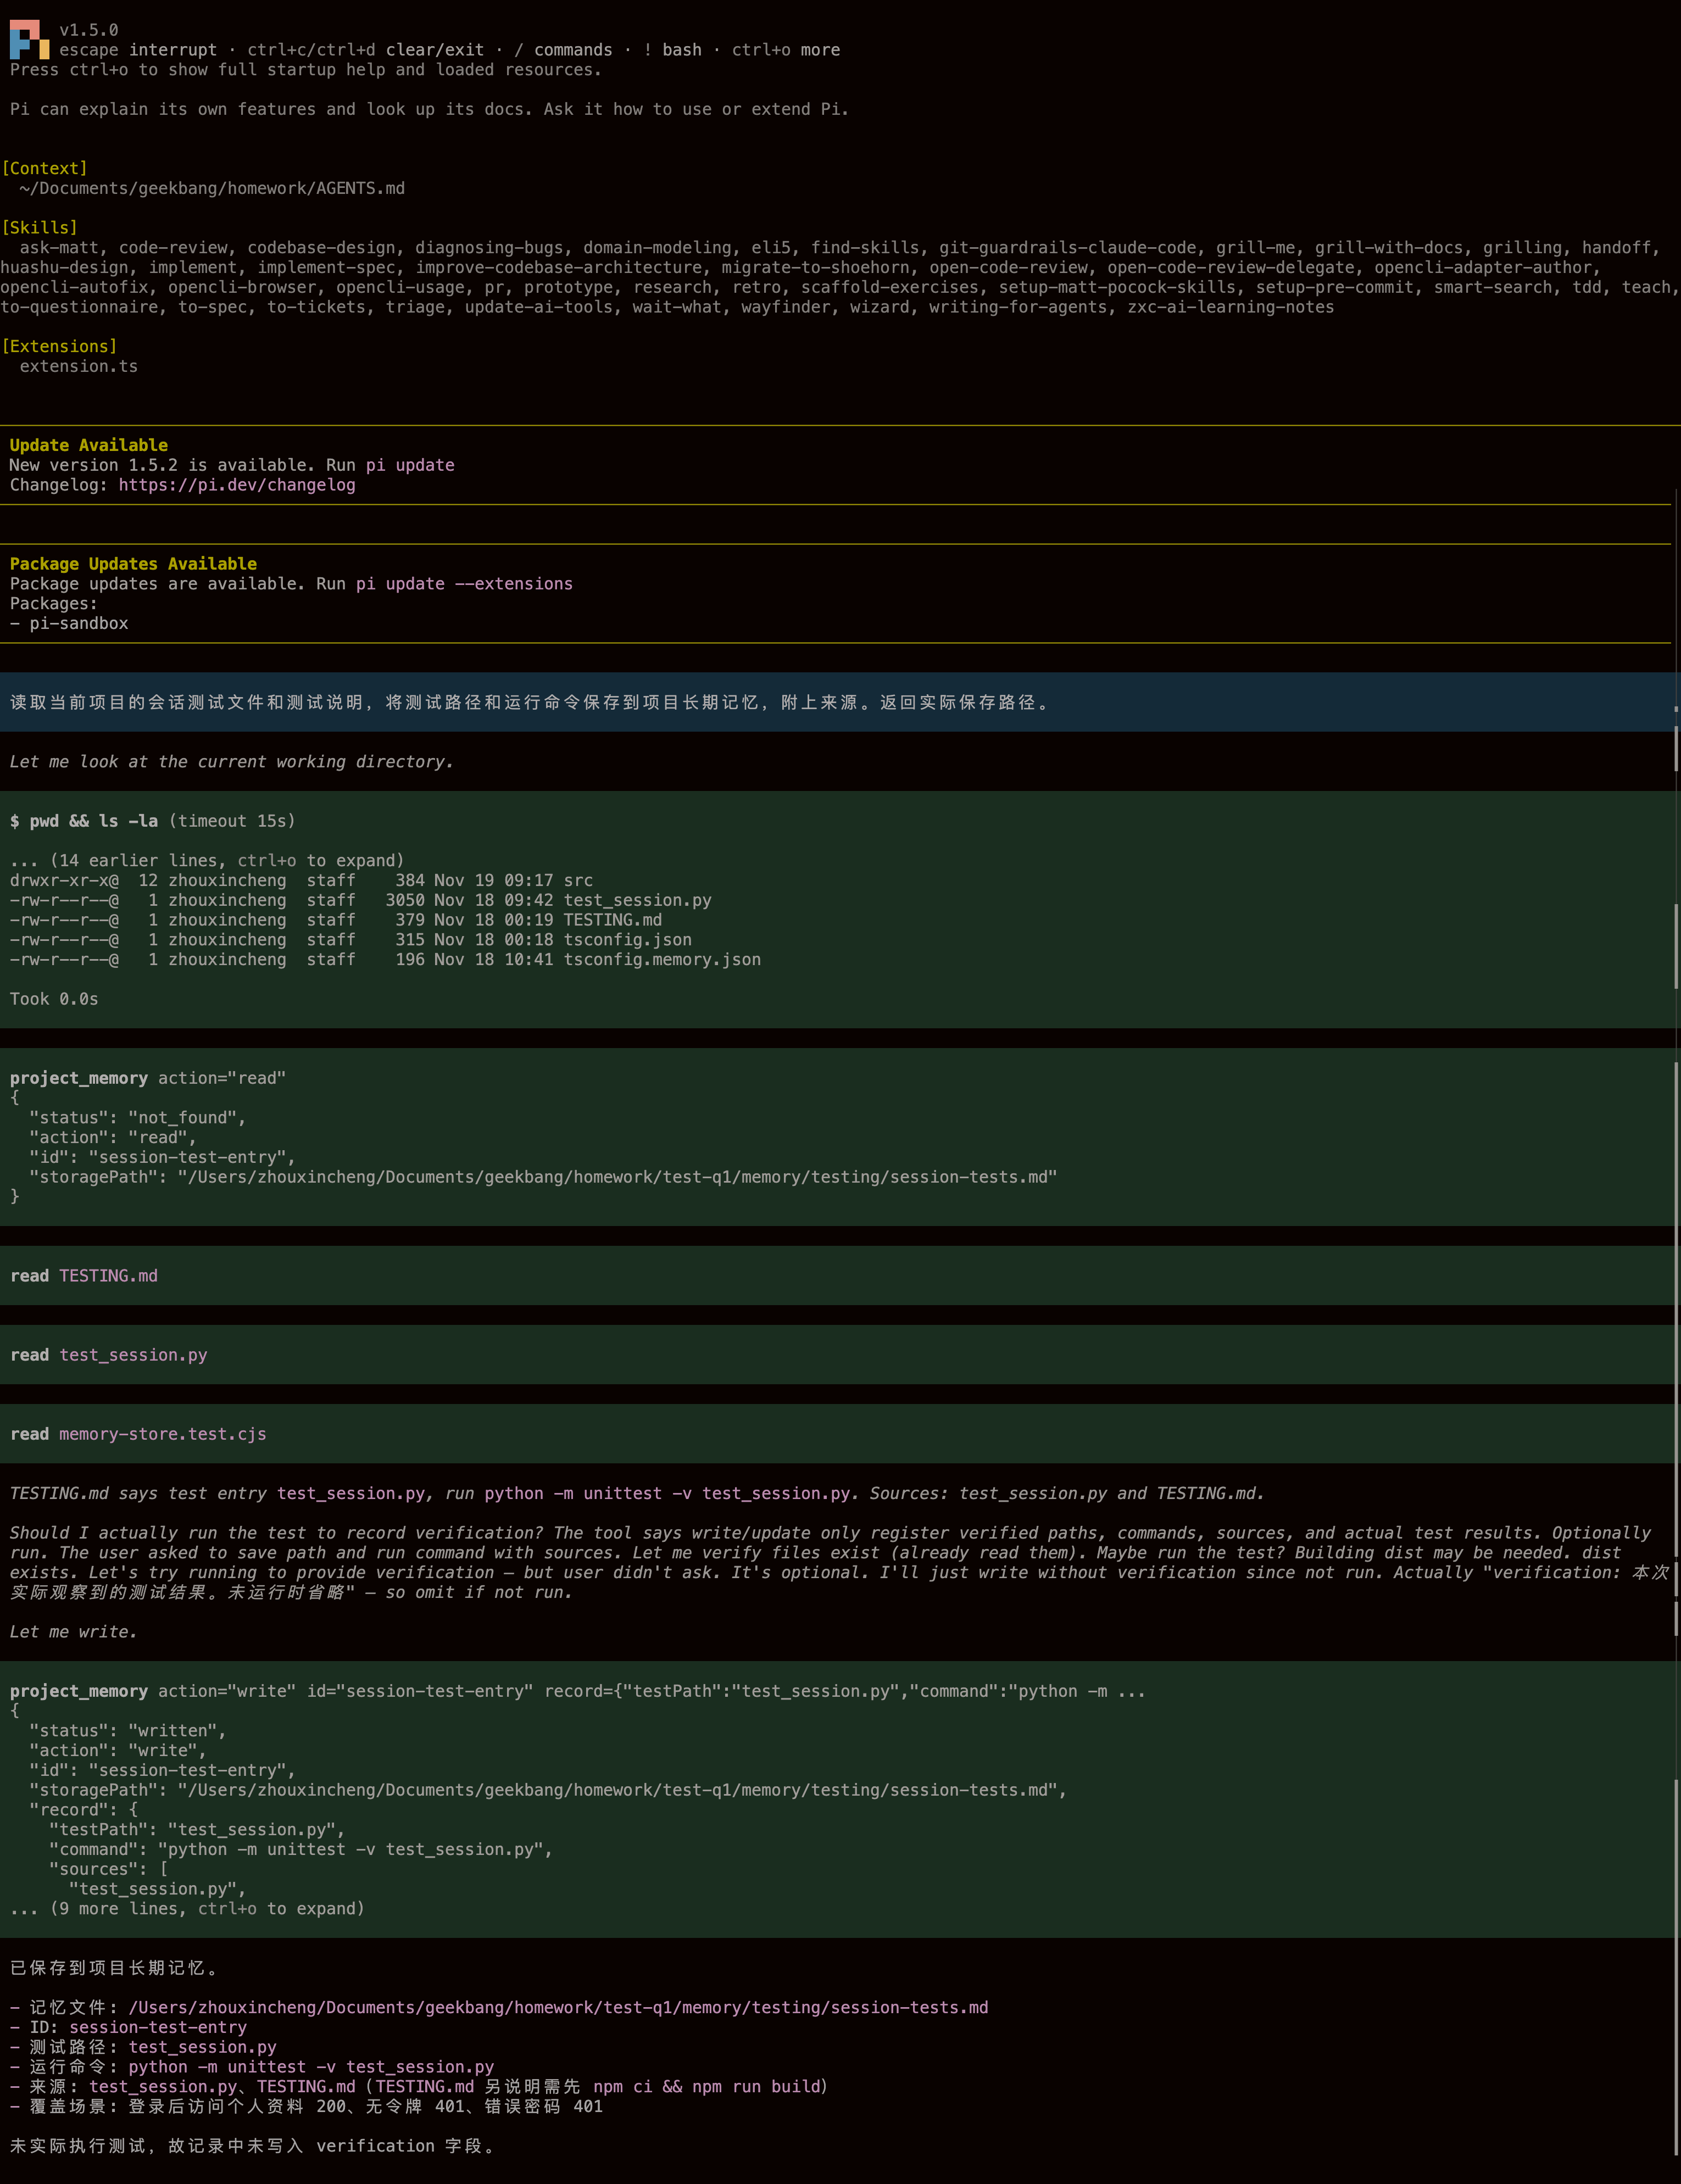 v1.5.0
escape interrupt · ctrl+c/ctrl+d clear/exit · / commands · ! bash · ctrl+o more
Press ctrl+o to show full startup help and loaded resources.
Pi can explain its own features and look up its docs. Ask it how to use or extend Pi.
[Context]
~/Documents/geekbang/homework/AGENTS.md
[Skills]
ask-matt, code-review, codebase-design, diagnosing-bugs, domain-modeling, eli5, find-skills, git-guardrails-claude-code, grill-me, grill-with-docs, grilling, handoff,
huashu-design, implement, implement-spec, improve-codebase-architecture, migrate-to-shoehorn, open-code-review, open-code-review-delegate, opencli-adapter-author,
opencli-autofix, opencli-browser, opencli-usage, pr, prototype, research, retro, scaffold-exercises, setup-matt-pocock-skills, setup-pre-commit, smart-search, tdd, teach,
to-questionnaire, to-spec, to-tickets, triage, update-ai-tools, wait-what, wayfinder, wizard, writing-for-agents, zxc-ai-learning-notes
[Extensions]
extension.ts
Update Available
New version 1.5.2 is available. Run pi update
Changelog: https://pi.dev/changelog
Package Updates Available
Package updates are available. Run pi update --extensions
Packages:
- pi-sandbox
读取当前项目的会话测试文件和测试说明，将测试路径和运行命令保存到项目长期记忆，附上来源。返回实际保存路径。
Let me look at the current working directory.
$ pwd && ls -la (timeout 15s)
... (14 earlier lines, ctrl+o to expand)
drwxr-xr-x@  12 zhouxincheng  staff    384 Nov 19 09:17 src
-rw-r--r--@   1 zhouxincheng  staff   3050 Nov 18 09:42 test_session.py
-rw-r--r--@   1 zhouxincheng  staff    379 Nov 18 00:19 TESTING.md
-rw-r--r--@   1 zhouxincheng  staff    315 Nov 18 00:18 tsconfig.json
-rw-r--r--@   1 zhouxincheng  staff    196 Nov 18 10:41 tsconfig.memory.json
Took 0.0s
project_memory action="read"
{
"status": "not_found",
"action": "read",
"id": "session-test-entry",
"storagePath": "/Users/zhouxincheng/Documents/geekbang/homework/test-q1/memory/testing/session-tests.md"
}
read TESTING.md
read test_session.py
read memory-store.test.cjs
TESTING.md says test entry test_session.py, run python -m unittest -v test_session.py. Sources: test_session.py and TESTING.md.
Should I actually run the test to record verification? The tool says write/update only register verified paths, commands, sources, and actual test results. Optionally
run. The user asked to save path and run command with sources. Let me verify files exist (already read them). Maybe run the test? Building dist may be needed. dist
exists. Let's try running to provide verification — but user didn't ask. It's optional. I'll just write without verification since not run. Actually "verification: 本次
实际观察到的测试结果。未运行时省略" — so omit if not run.
Let me write.
project_memory action="write" id="session-test-entry" record={"testPath":"test_session.py","command":"python -m ...
{
"status": "written",
"action": "write",
"id": "session-test-entry",
"storagePath": "/Users/zhouxincheng/Documents/geekbang/homework/test-q1/memory/testing/session-tests.md",
"record": {
"testPath": "test_session.py",
"command": "python -m unittest -v test_session.py",
"sources": [
"test_session.py",
... (9 more lines, ctrl+o to expand)
已保存到项目长期记忆。
- 记忆文件: /Users/zhouxincheng/Documents/geekbang/homework/test-q1/memory/testing/session-tests.md
- ID: session-test-entry
- 测试路径: test_session.py
- 运行命令: python -m unittest -v test_session.py
- 来源: test_session.py、TESTING.md（TESTING.md 另说明需先 npm ci && npm run build）
- 覆盖场景: 登录后访问个人资料 200、无令牌 401、错误密码 401
未实际执行测试，故记录中未写入 verification 字段。